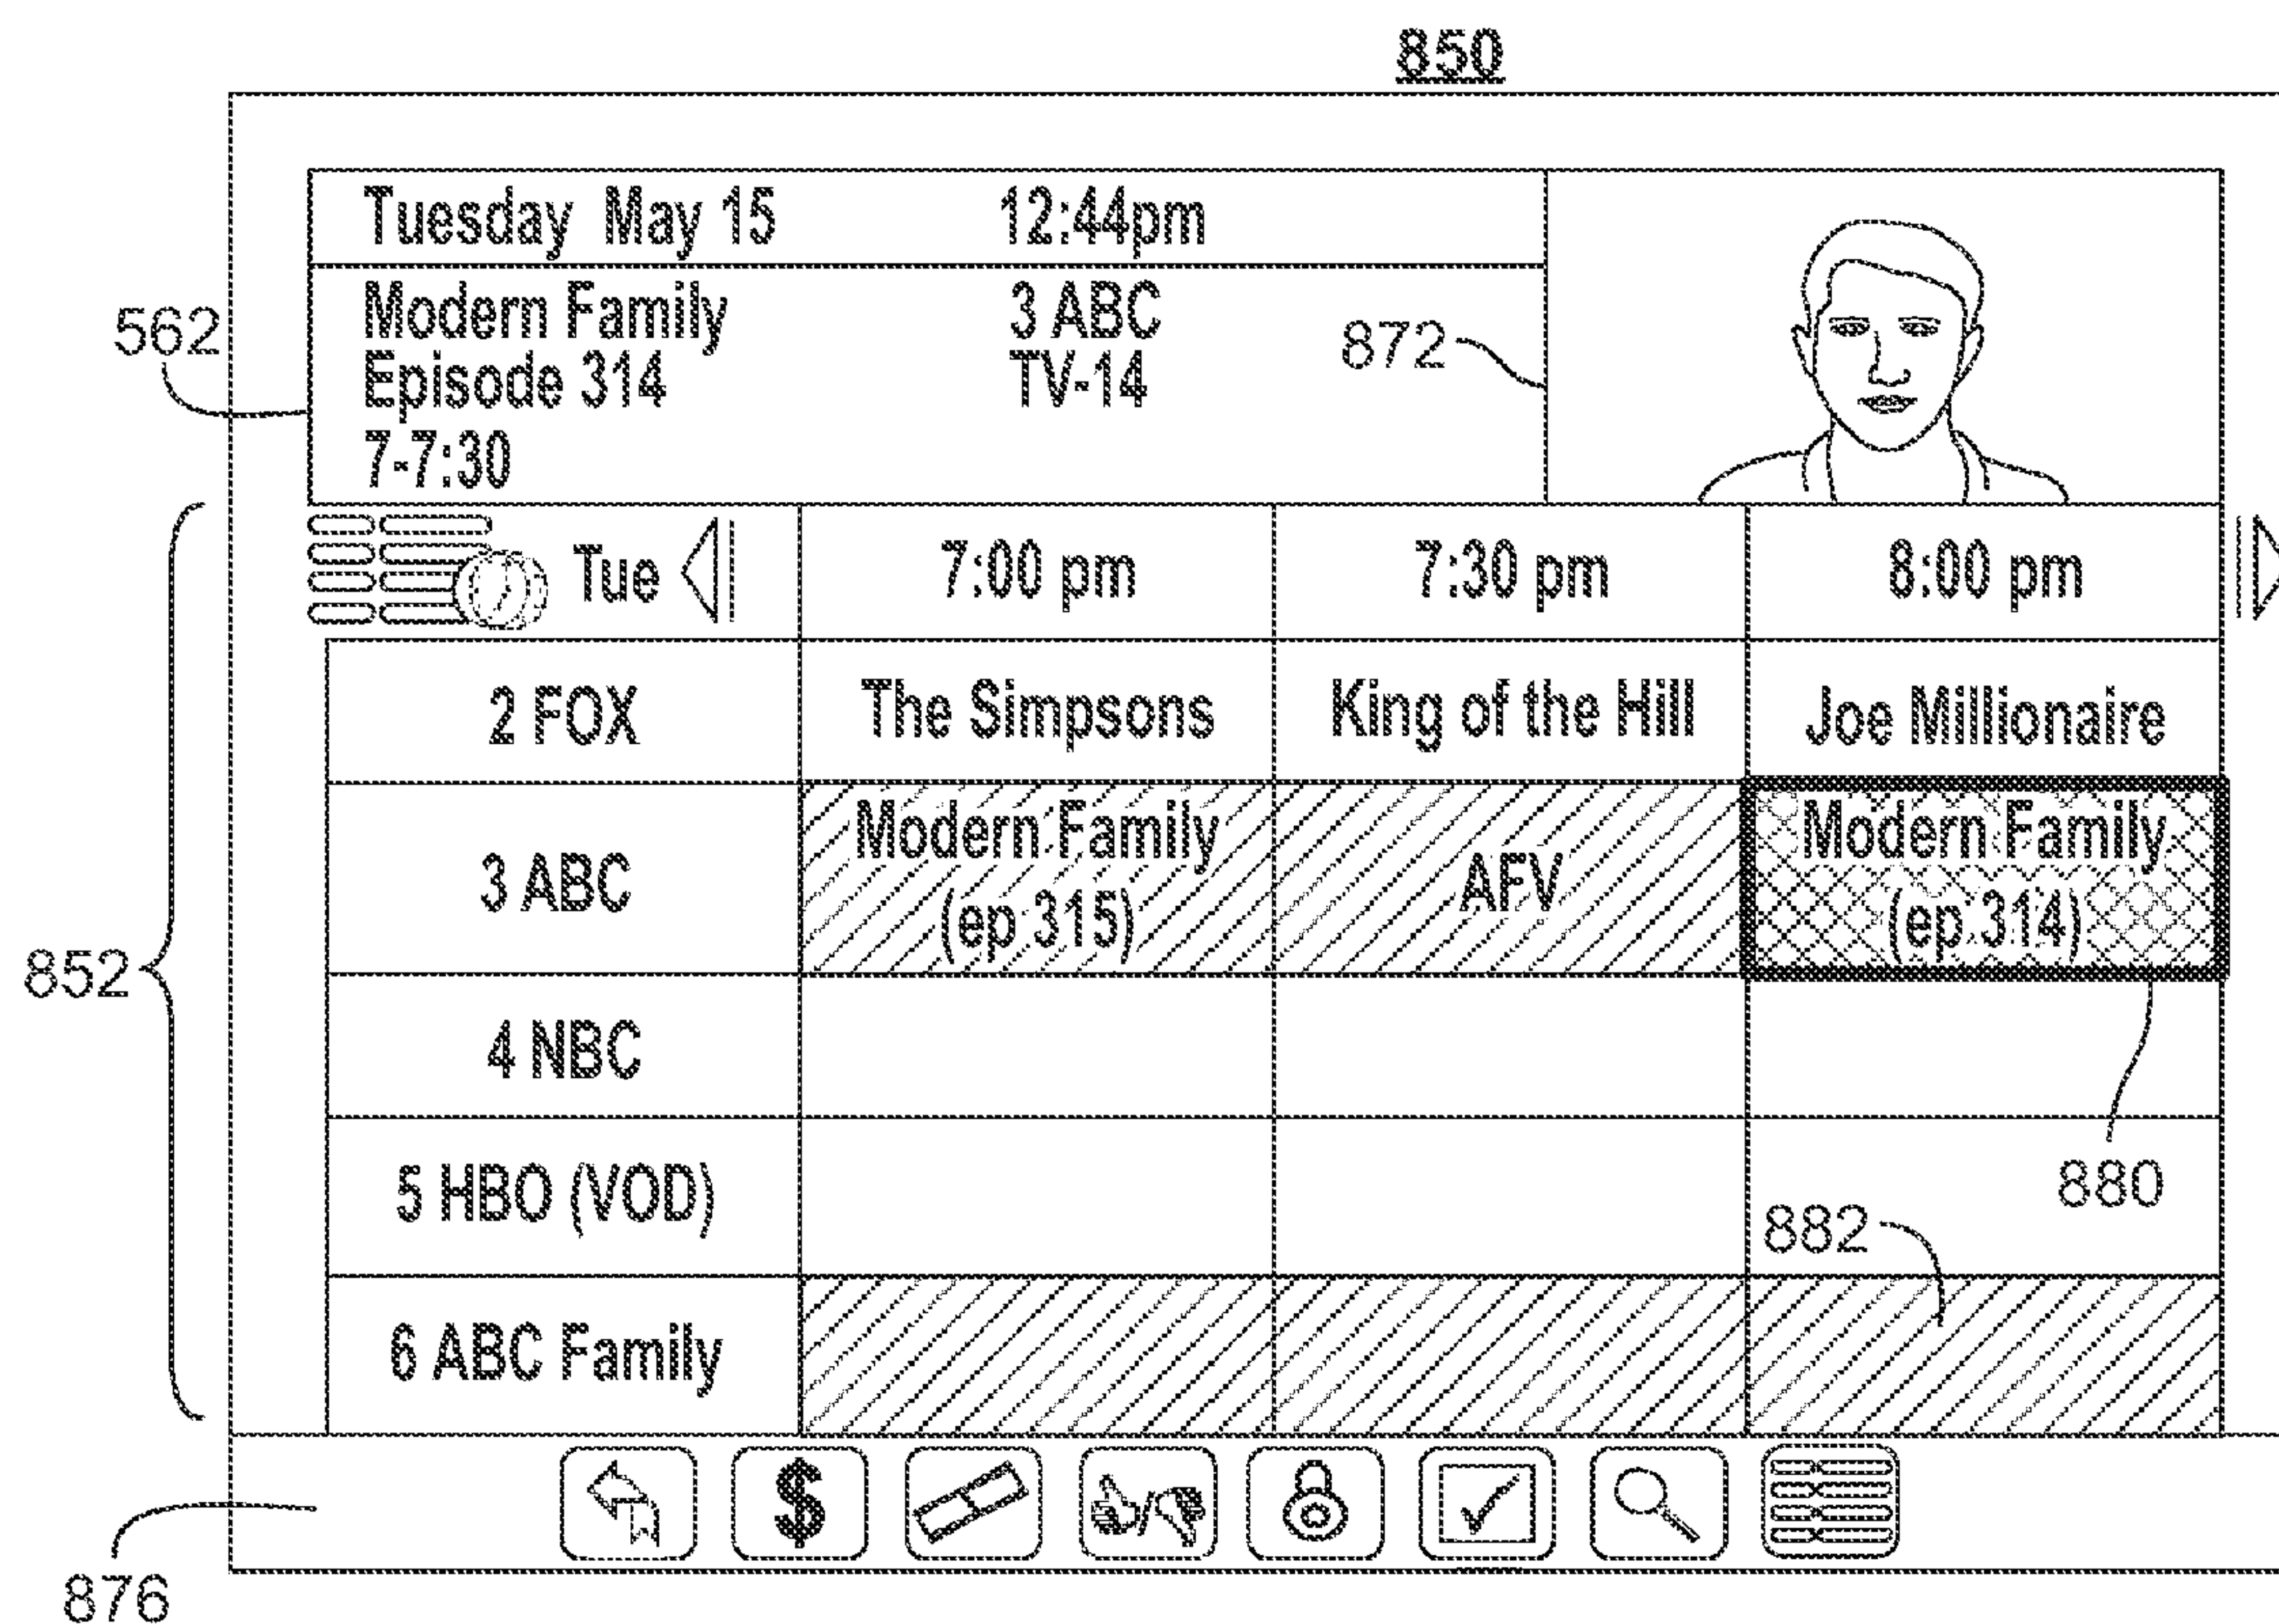 850
Tuesday May 15 12:44pm
Modern Family 3 ABC
Episode 314 TV-14
7-7:30
562
872
Tue 7:00 pm 7:30 pm 8:00 pm
2 FOX The Simpsons King of the Hill Joe Millionaire
3 ABC Modern Family (ep 315) AFV Modern Family (ep 314)
852
4 NBC
880
5 HBO (VOD)
882
6 ABC Family
$
876